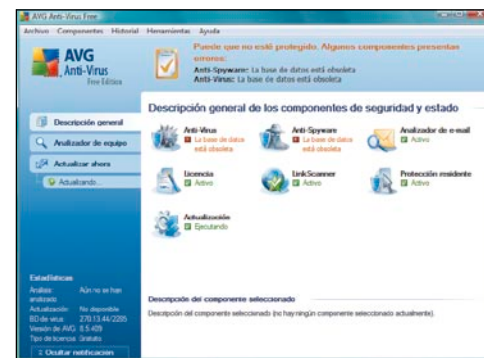 AVG Anti-Virus Free
Archivo Componentes Historial Herramientas Ayuda
AVG
Anti-Virus
Free Edition
Puede que no esté protegido. Algunos componentes presentan
errores:
Anti-Spyware: La base de datos está obsoleta
Anti-Virus: La base de datos está obsoleta
Descripción general
Analizador de equipo
Actualizar ahora
Actualizando...
Descripción general de los componentes de seguridad y estado
Anti-Virus
La base de datos
está obsoleta
Anti-Spyware
La base de datos
está obsoleta
Analizador de e-mail
Activo
Licencia
Activo
LinkScanner
Activo
Protección residente
Activo
Actualización
Ejecutando
Estadísticas
Análisis: Aún no se han
analizado
Actualización: No disponible
BD de virus: 270.13.44/2295
Versión de AVG: 8.5.409
Tipo de licencia: Gratuito
Ocultar notificación
Descripción del componente seleccionado
Descripción del componente seleccionado (no hay ningún componente seleccionado actualmente).